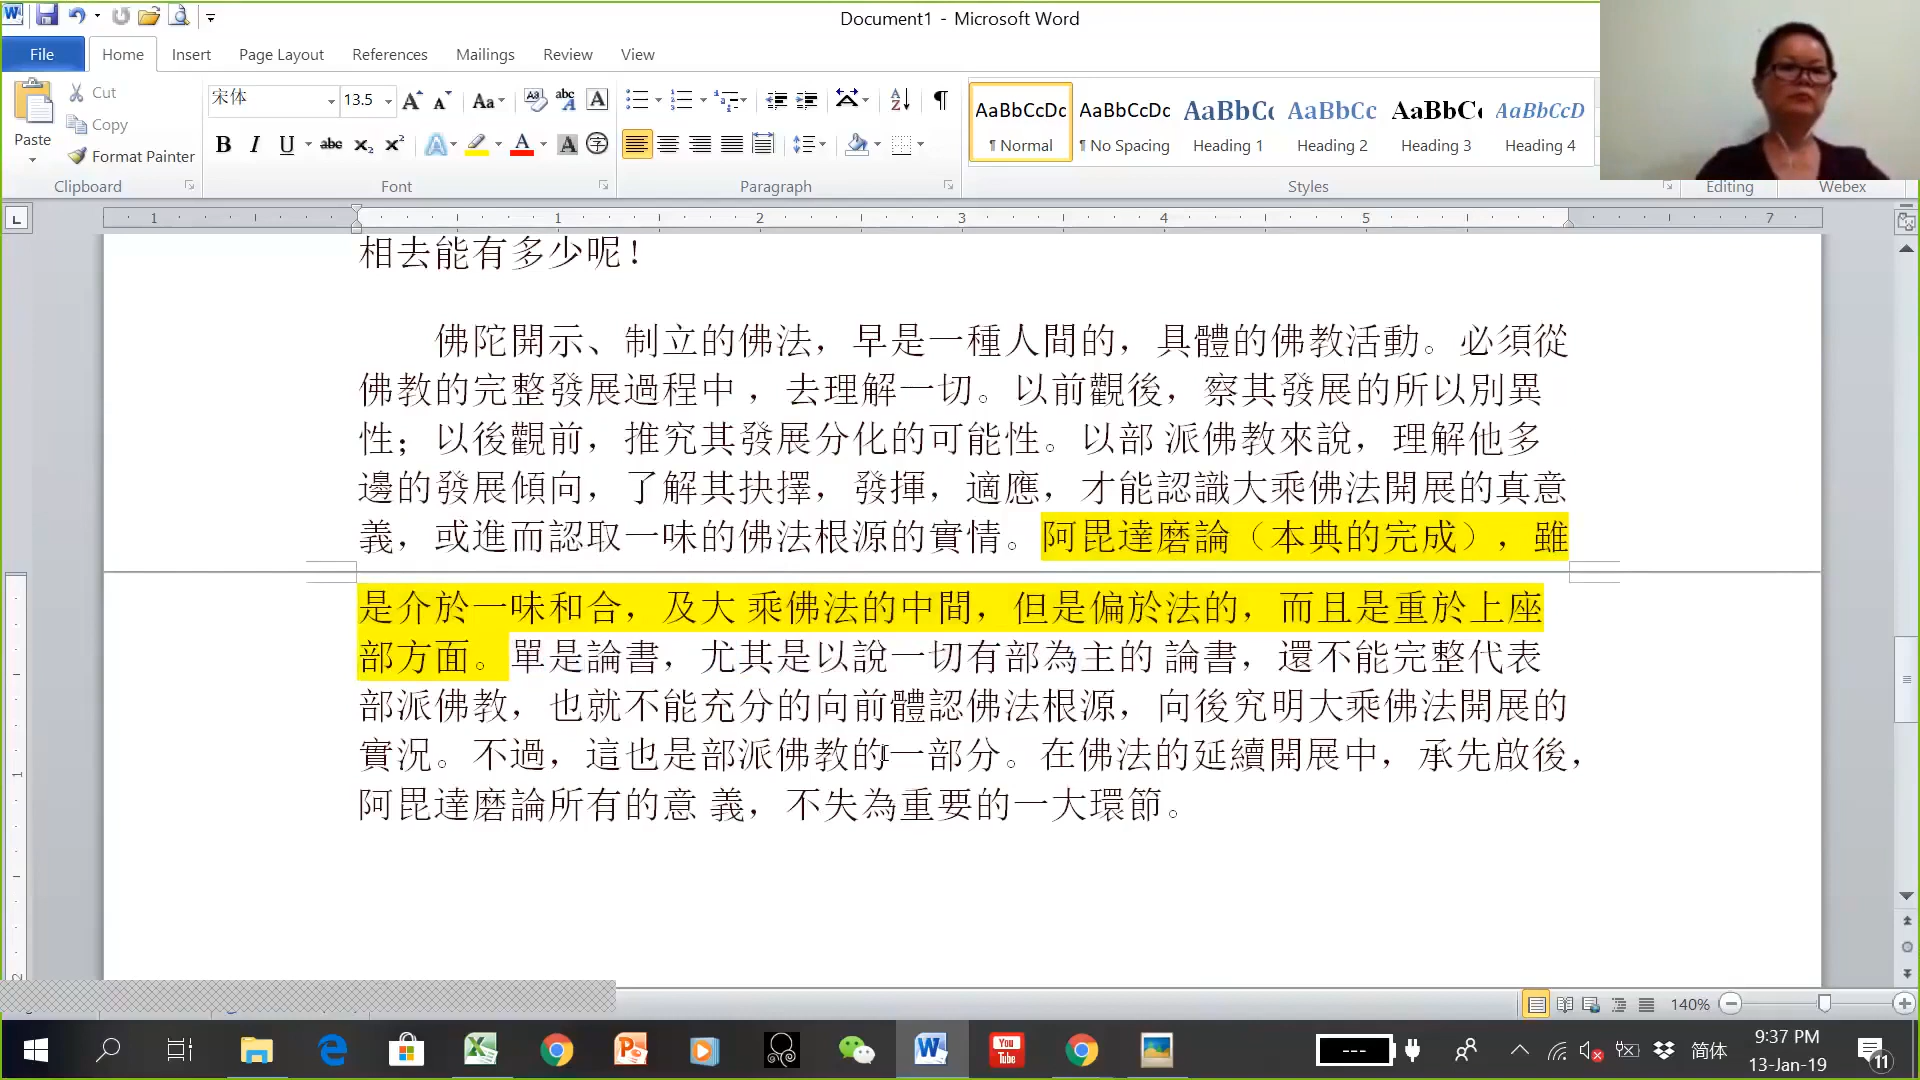 Document1 - Microsoft Word
File Home Insert Page Layout References Mailings Review View
Paste
Cut
Copy
Format Painter
Clipboard
宋体 13.5
Font
Paragraph
AaBbCcDc AaBbCcDc AaBbCc AaBbCc AaBbCc AaBbCcD
¶ Normal ¶ No Spacing Heading 1 Heading 2 Heading 3 Heading 4
Styles
Editing
Webex
1 1 2 3 4 5 7
相去能有多少呢！
佛陀開示、制立的佛法，早是一種人間的，具體的佛教活動。必須從
佛教的完整發展過程中 ，去理解一切。以前觀後，察其發展的所以別異
性；以後觀前，推究其發展分化的可能性。以部 派佛教來說，理解他多
邊的發展傾向，了解其抉擇，發揮，適應，才能認識大乘佛法開展的真意
義，或進而認取一味的佛法根源的實情。阿毘達磨論（本典的完成），雖
是介於一味和合，及大 乘佛法的中間，但是偏於法的，而且是重於上座
部方面。單是論書，尤其是以說一切有部為主的 論書，還不能完整代表
部派佛教，也就不能充分的向前體認佛法根源，向後究明大乘佛法開展的
實況。不過，這也是部派佛教的一部分。在佛法的延續開展中，承先啟後，
阿毘達磨論所有的意 義，不失為重要的一大環節。
140%
You Tube
简体
9:37 PM
13-Jan-19
11